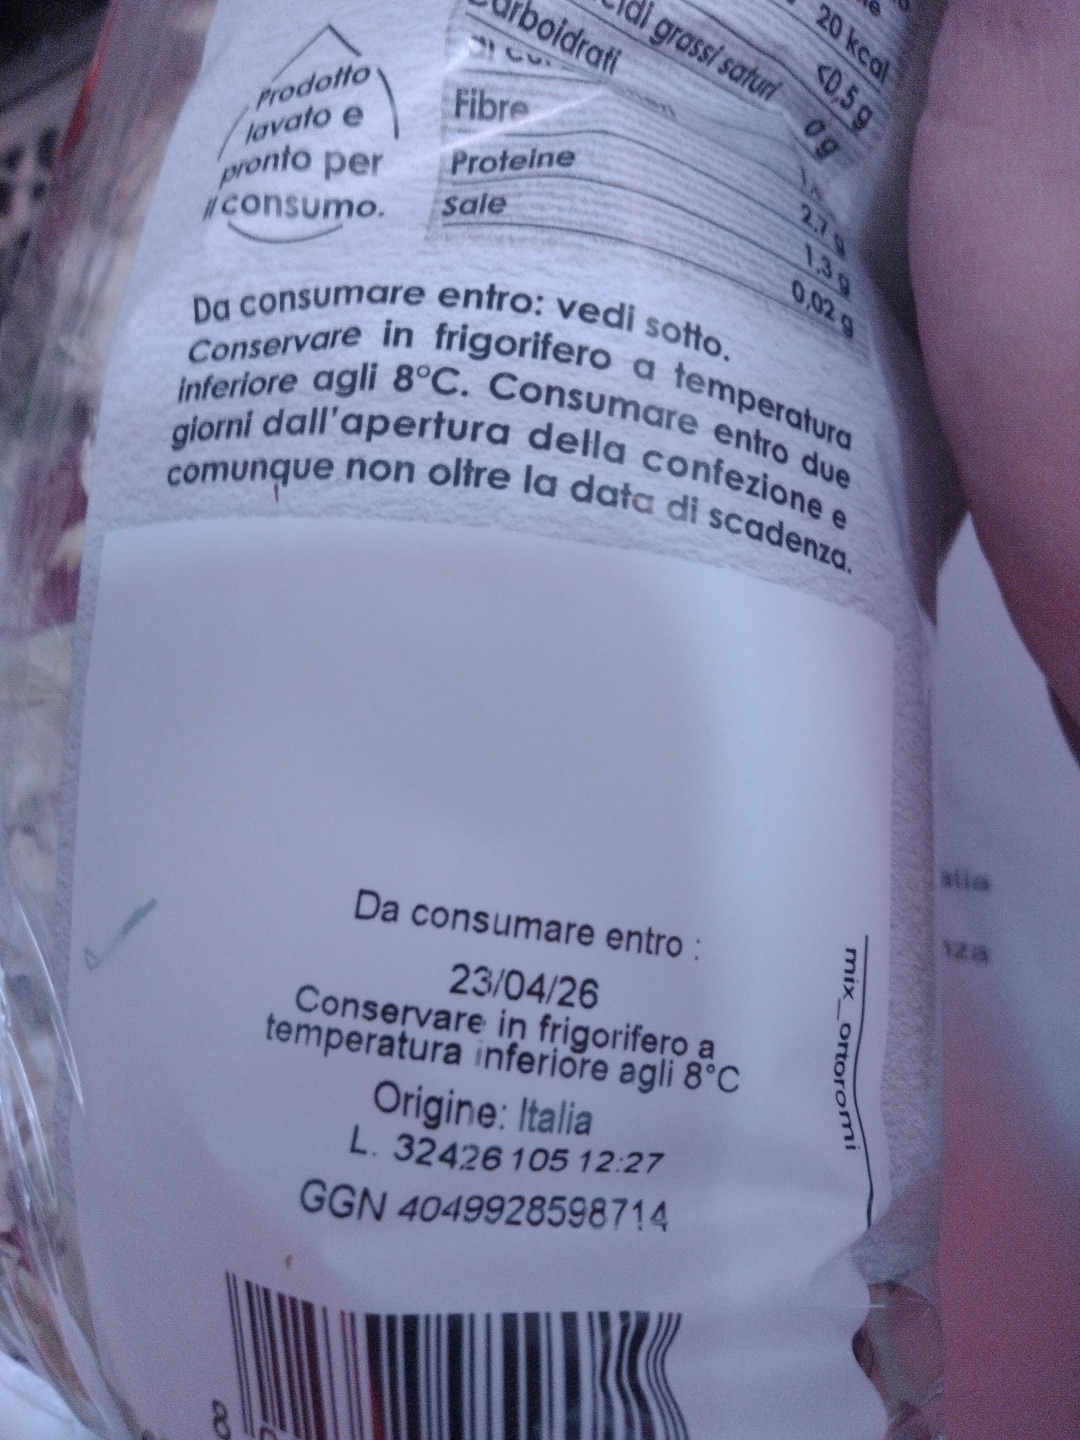 Prodotto
lavato e
pronto per
il consumo.
20 kcal
grassi saturi <0,5 g
Carboidrati 0 g
Fibre 2,7 g
Proteine 1,3 g
Sale 0,02 g
Da consumare entro: vedi sotto.
Conservare in frigorifero a temperatura
inferiore agli 8°C. Consumare entro due
giorni dall'apertura della confezione e
comunque non oltre la data di scadenza.
Da consumare entro :
23/04/26
Conservare in frigorifero a
temperatura inferiore agli 8°C
Origine: Italia
L. 32426 105 12:27
GGN 4049928598714
mix_ortoromi
8